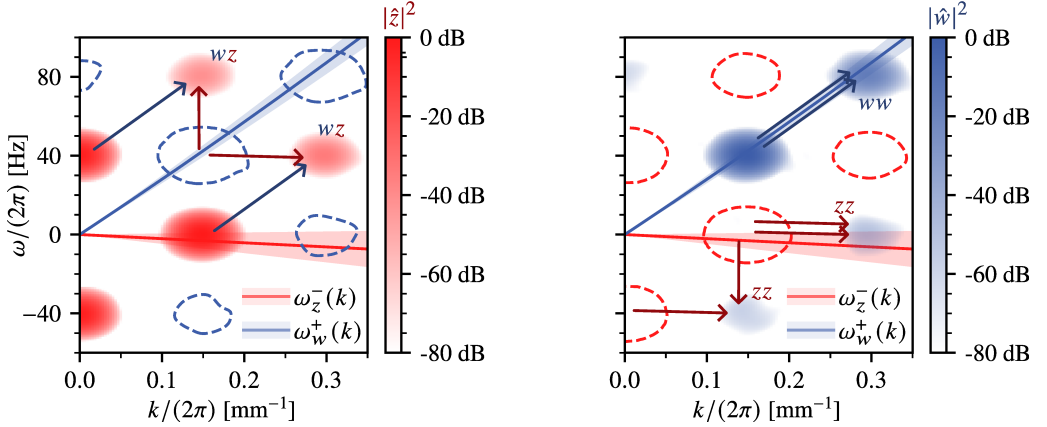 |ẑ|²
0 dB
-20 dB
-40 dB
-60 dB
-80 dB
wz
wz
80
40
0
−40
ω/(2π) [Hz]
ω_z^−(k)
ω_w^+(k)
0.0 0.1 0.2 0.3
k/(2π) [mm⁻¹]
|ŵ|²
0 dB
-20 dB
-40 dB
-60 dB
-80 dB
ww
zz
zz
ω_z^−(k)
ω_w^+(k)
0.0 0.1 0.2 0.3
k/(2π) [mm⁻¹]